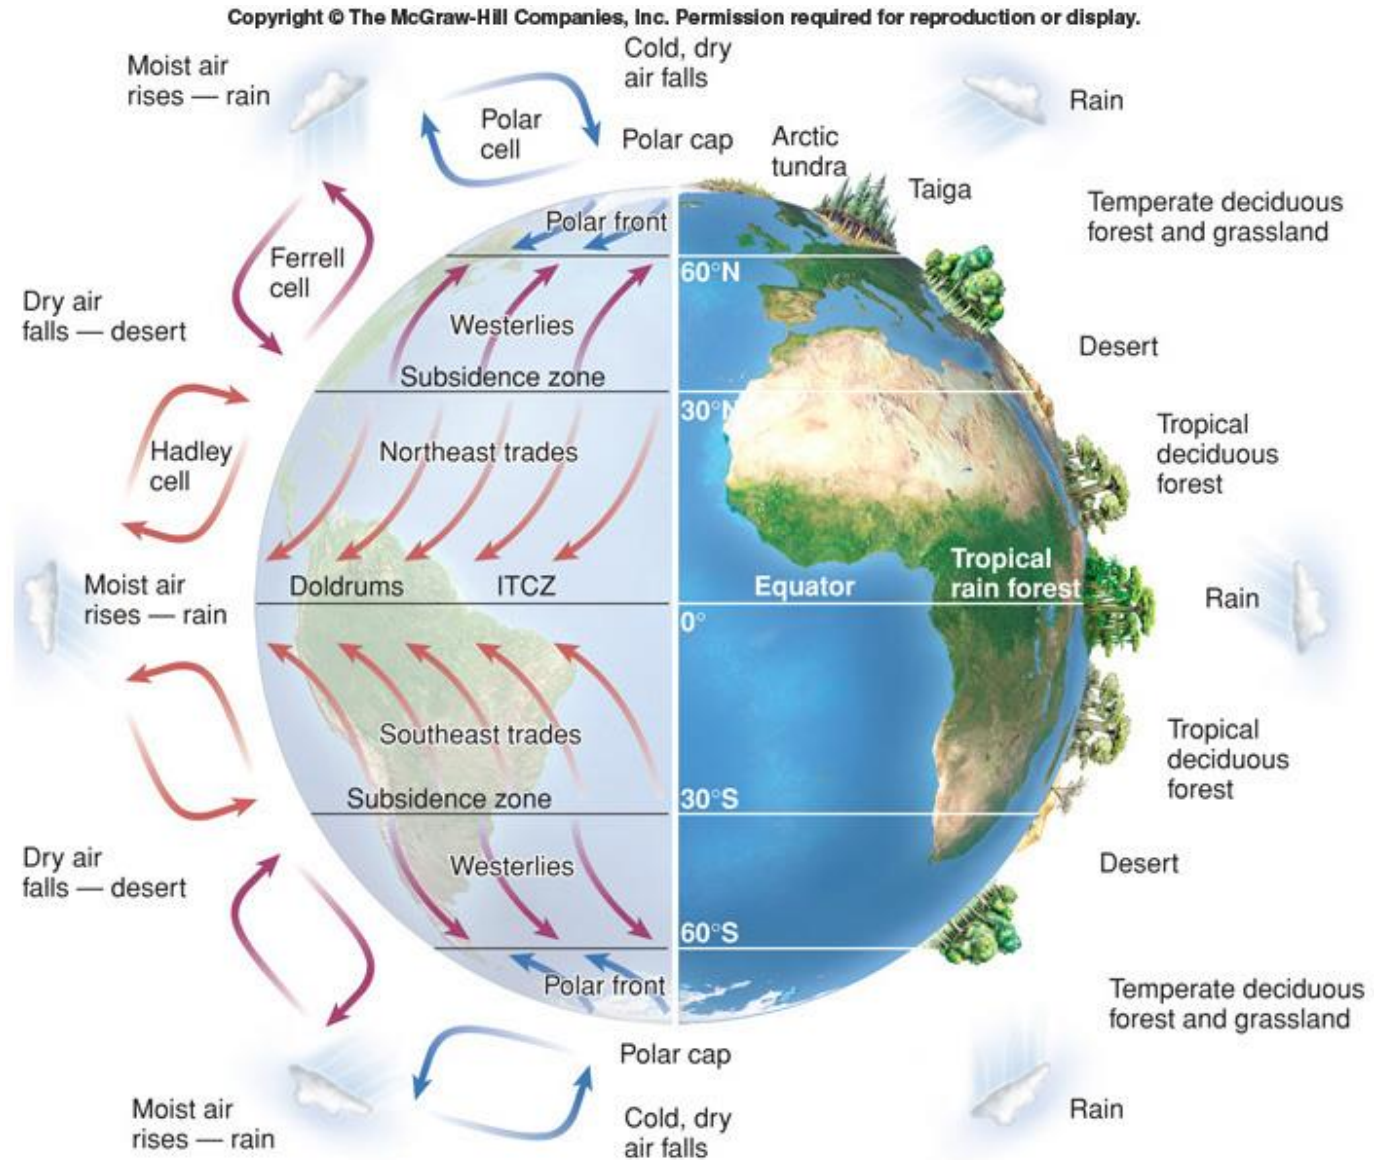 Copyright © The McGraw-Hill Companies, Inc. Permission required for reproduction or display.
Moist air
rises — rain
Polar
cell
Cold, dry
air falls
Polar cap
Arctic
tundra
Rain
Taiga
Temperate deciduous
forest and grassland
Ferrell
cell
Polar front
60°N
Dry air
falls — desert
Westerlies
Desert
Subsidence zone
30°N
Hadley
cell
Northeast trades
Tropical
deciduous
forest
Moist air
rises — rain
Doldrums
ITCZ
Equator
Tropical
rain forest
Rain
0°
Southeast trades
Tropical
deciduous
forest
Subsidence zone
30°S
Dry air
falls — desert
Westerlies
Desert
60°S
Polar front
Temperate deciduous
forest and grassland
Polar cap
Moist air
rises — rain
Cold, dry
air falls
Rain